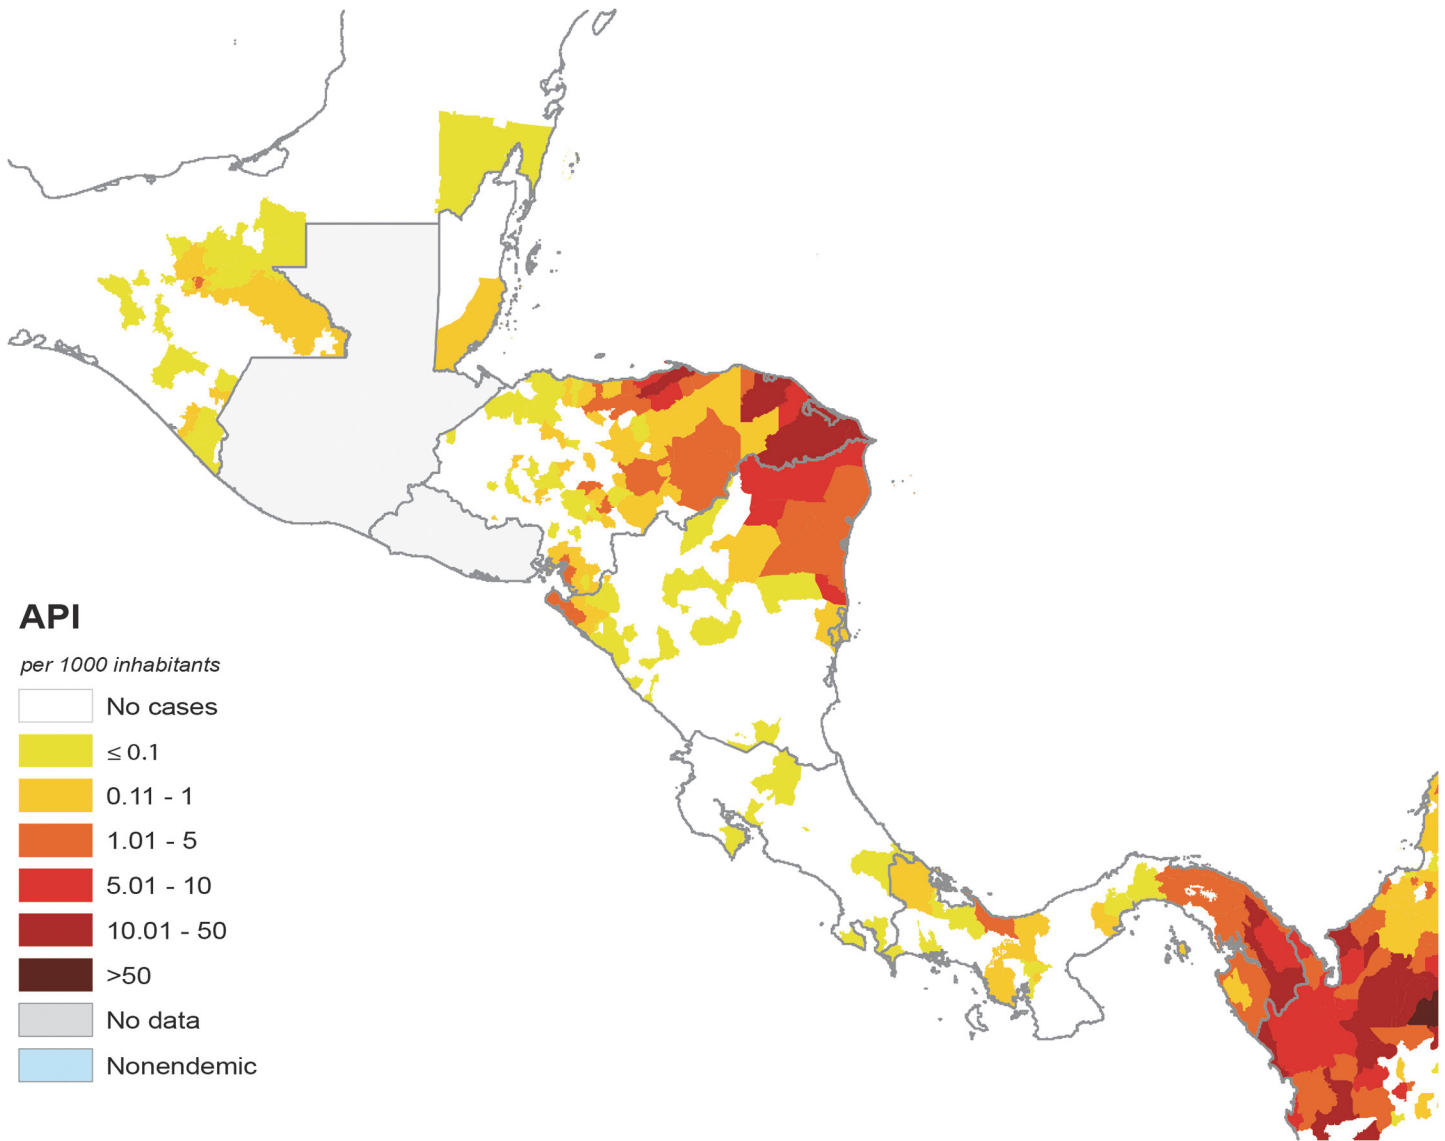 API
per 1000 inhabitants
No cases
≤ 0.1
0.11 - 1
1.01 - 5
5.01 - 10
10.01 - 50
>50
No data
Nonendemic